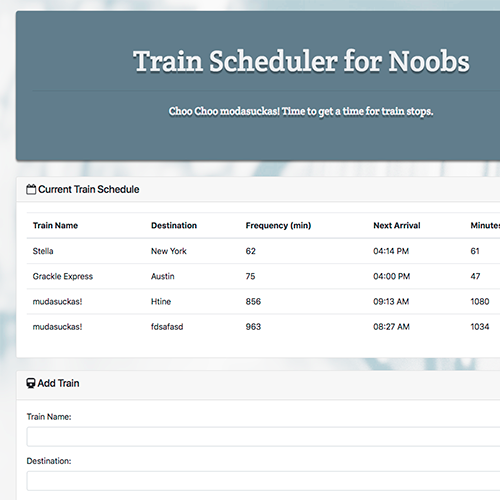 Train Scheduler for Noobs
Choo Choo modasuckas! Time to get a time for train stops.
Current Train Schedule
Train Name Destination Frequency (min) Next Arrival Minutes
Stella New York 62 04:14 PM 61
Grackle Express Austin 75 04:00 PM 47
mudasuckas! Htine 856 09:13 AM 1080
mudasuckas! fdsafasd 963 08:27 AM 1034
Add Train
Train Name:
Destination: